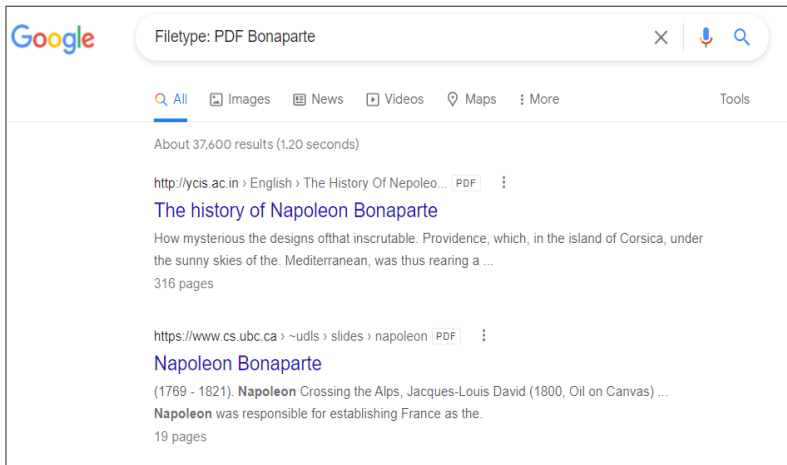 Google
Filetype: PDF Bonaparte
All Images News Videos Maps More Tools
About 37,600 results (1.20 seconds)
http://ycis.ac.in › English › The History Of Nepoleo... PDF
The history of Napoleon Bonaparte
How mysterious the designs ofthat inscrutable. Providence, which, in the island of Corsica, under
the sunny skies of the. Mediterranean, was thus rearing a ...
316 pages
https://www.cs.ubc.ca › ~udls › slides › napoleon PDF
Napoleon Bonaparte
(1769 - 1821). Napoleon Crossing the Alps, Jacques-Louis David (1800, Oil on Canvas) ...
Napoleon was responsible for establishing France as the.
19 pages